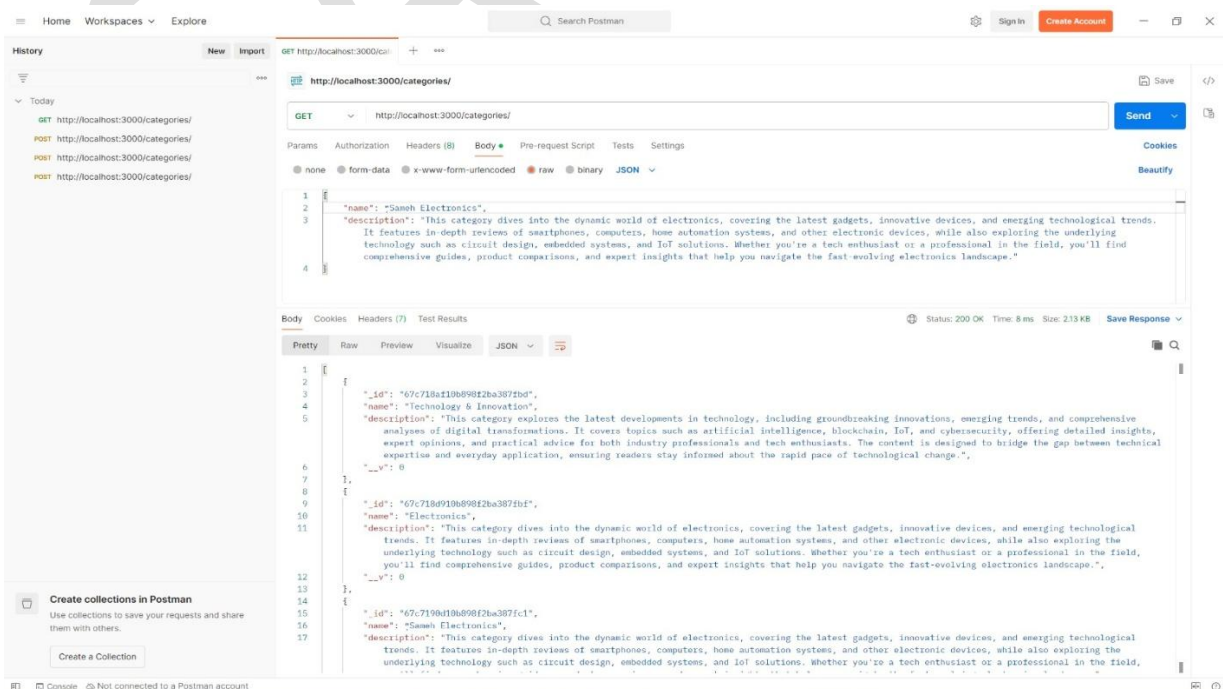 Home Workspaces Explore
Search Postman
Sign In Create Account
History New Import
GET http://localhost:3000/cat
http://localhost:3000/categories/
Save
Today
GET http://localhost:3000/categories/
POST http://localhost:3000/categories/
POST http://localhost:3000/categories/
POST http://localhost:3000/categories/
GET http://localhost:3000/categories/ Send
Params Authorization Headers (8) Body Pre-request Script Tests Settings Cookies
none form-data x-www-form-urlencoded raw binary JSON Beautify
1 {
2 "name": "Sameh Electronics",
3 "description": "This category dives into the dynamic world of electronics, covering the latest gadgets, innovative devices, and emerging technological trends.
It features in-depth reviews of smartphones, computers, home automation systems, and other electronic devices, while also exploring the underlying
technology such as circuit design, embedded systems, and IoT solutions. Whether you're a tech enthusiast or a professional in the field, you'll find
comprehensive guides, product comparisons, and expert insights that help you navigate the fast-evolving electronics landscape."
4 }
Body Cookies Headers (7) Test Results Status: 200 OK Time: 8 ms Size: 2.13 KB Save Response
Pretty Raw Preview Visualize JSON
1 [
2 {
3 "_id": "67c718af10b898f2ba387fbd",
4 "name": "Technology & Innovation",
5 "description": "This category explores the latest developments in technology, including groundbreaking innovations, emerging trends, and comprehensive
analyses of digital transformations. It covers topics such as artificial intelligence, blockchain, IoT, and cybersecurity, offering detailed insights,
expert opinions, and practical advice for both industry professionals and tech enthusiasts. The content is designed to bridge the gap between technical
expertise and everyday application, ensuring readers stay informed about the rapid pace of technological change.",
6 "__v": 0
7 },
8 {
9 "_id": "67c718d910b898f2ba387fbf",
10 "name": "Electronics",
11 "description": "This category dives into the dynamic world of electronics, covering the latest gadgets, innovative devices, and emerging technological
trends. It features in-depth reviews of smartphones, computers, home automation systems, and other electronic devices, while also exploring the
underlying technology such as circuit design, embedded systems, and IoT solutions. Whether you're a tech enthusiast or a professional in the field,
you'll find comprehensive guides, product comparisons, and expert insights that help you navigate the fast-evolving electronics landscape.",
12 "__v": 0
13 },
14 {
15 "_id": "67c7190d10b898f2ba387fc1",
16 "name": "Sameh Electronics",
17 "description": "This category dives into the dynamic world of electronics, covering the latest gadgets, innovative devices, and emerging technological
trends. It features in-depth reviews of smartphones, computers, home automation systems, and other electronic devices, while also exploring the
underlying technology such as circuit design, embedded systems, and IoT solutions. Whether you're a tech enthusiast or a professional in the field,
Create collections in Postman
Use collections to save your requests and share
them with others.
Create a Collection
Console Not connected to a Postman account